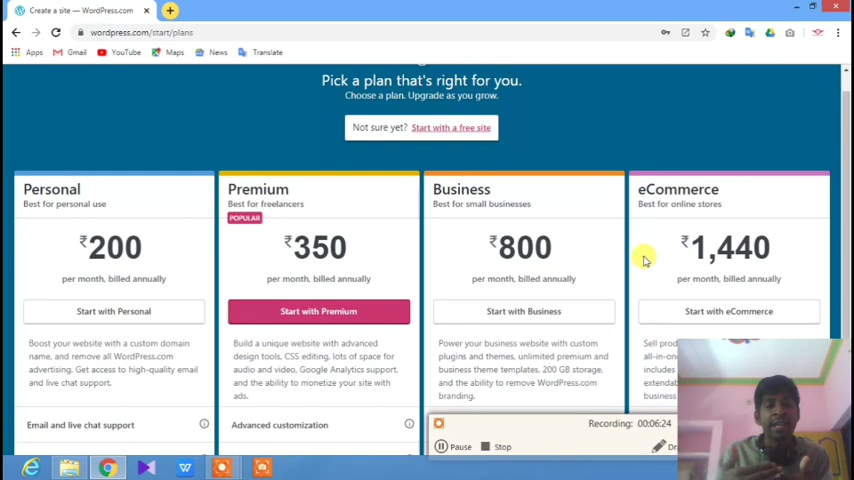 Create a site — WordPress.com
wordpress.com/start/plans
Apps Gmail YouTube Maps News Translate
Pick a plan that's right for you.
Choose a plan. Upgrade as you grow.
Not sure yet? Start with a free site
Personal
Best for personal use
₹200
per month, billed annually
Start with Personal
Boost your website with a custom domain
name, and remove all WordPress.com
advertising. Get access to high-quality email
and live chat support.
Email and live chat support
Premium
Best for freelancers
POPULAR
₹350
per month, billed annually
Start with Premium
Build a unique website with advanced
design tools, CSS editing, lots of space for
audio and video, Google Analytics support,
and the ability to monetize your site with
ads.
Advanced customization
Business
Best for small businesses
₹800
per month, billed annually
Start with Business
Power your business website with custom
plugins and themes, unlimited premium and
business theme templates, 200 GB storage,
and the ability to remove WordPress.com
branding.
eCommerce
Best for online stores
₹1,440
per month, billed annually
Start with eCommerce
Sell
all-in-
includes
Recording: 00:06:24
Pause Stop